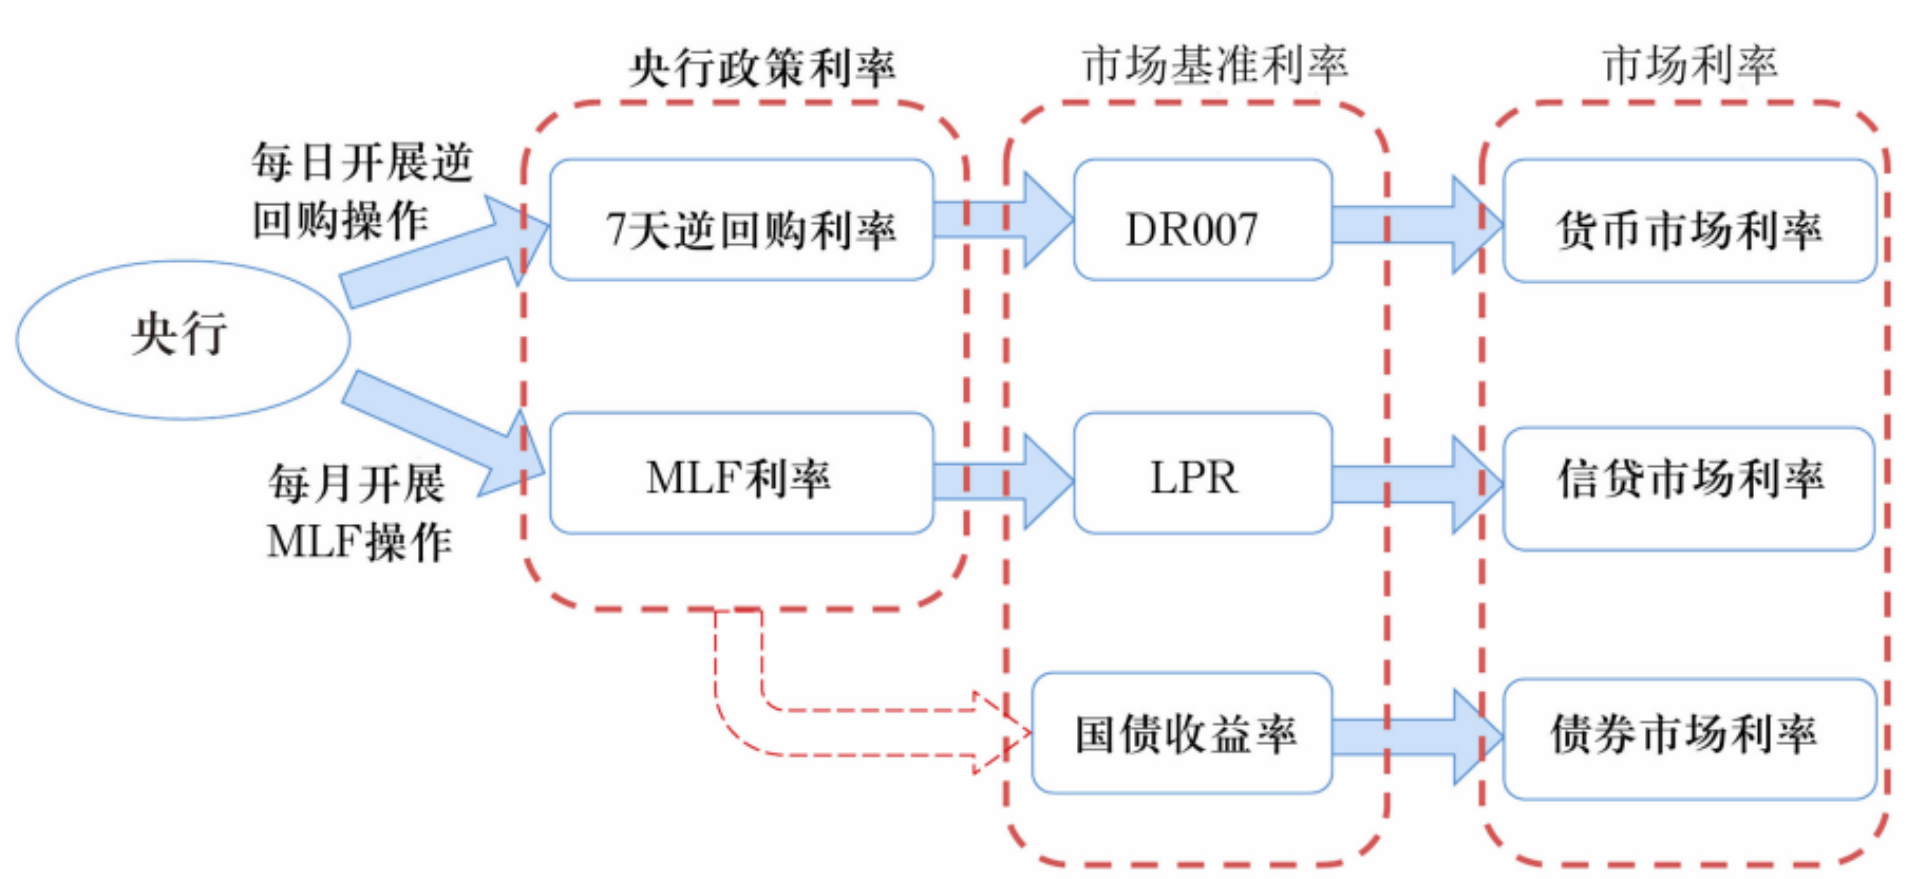 央行政策利率
市场基准利率
市场利率
每日开展逆
回购操作
7天逆回购利率
DR007
货币市场利率
央行
每月开展
MLF操作
MLF利率
LPR
信贷市场利率
国债收益率
债券市场利率